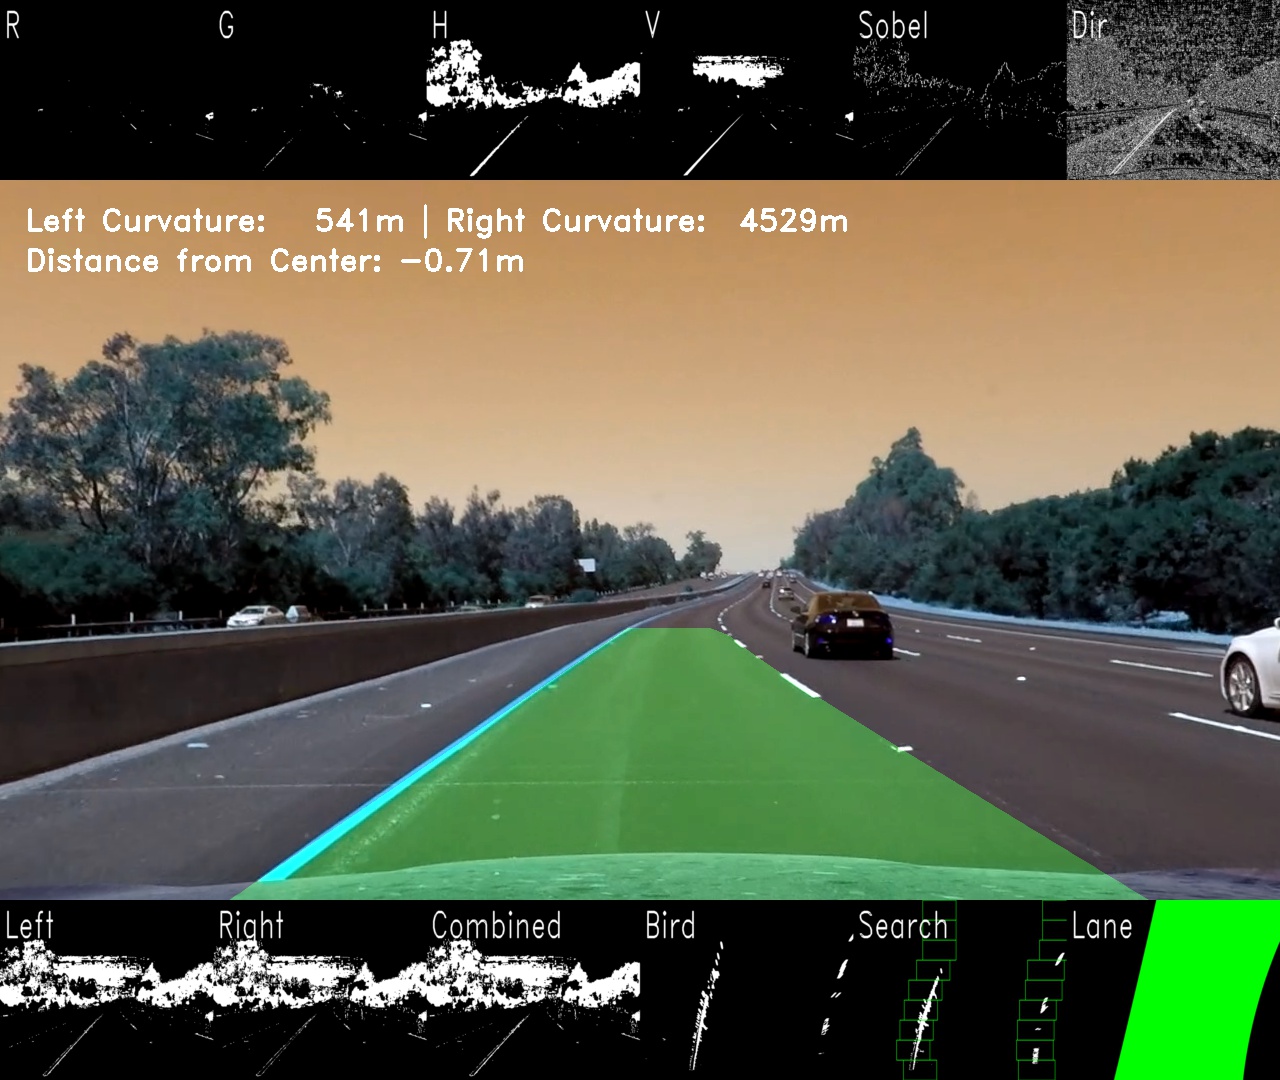 R G H V Sobel Dir
Left Curvature: 541m | Right Curvature: 4529m
Distance from Center: -0.71m
Left Right Combined Bird Search Lane